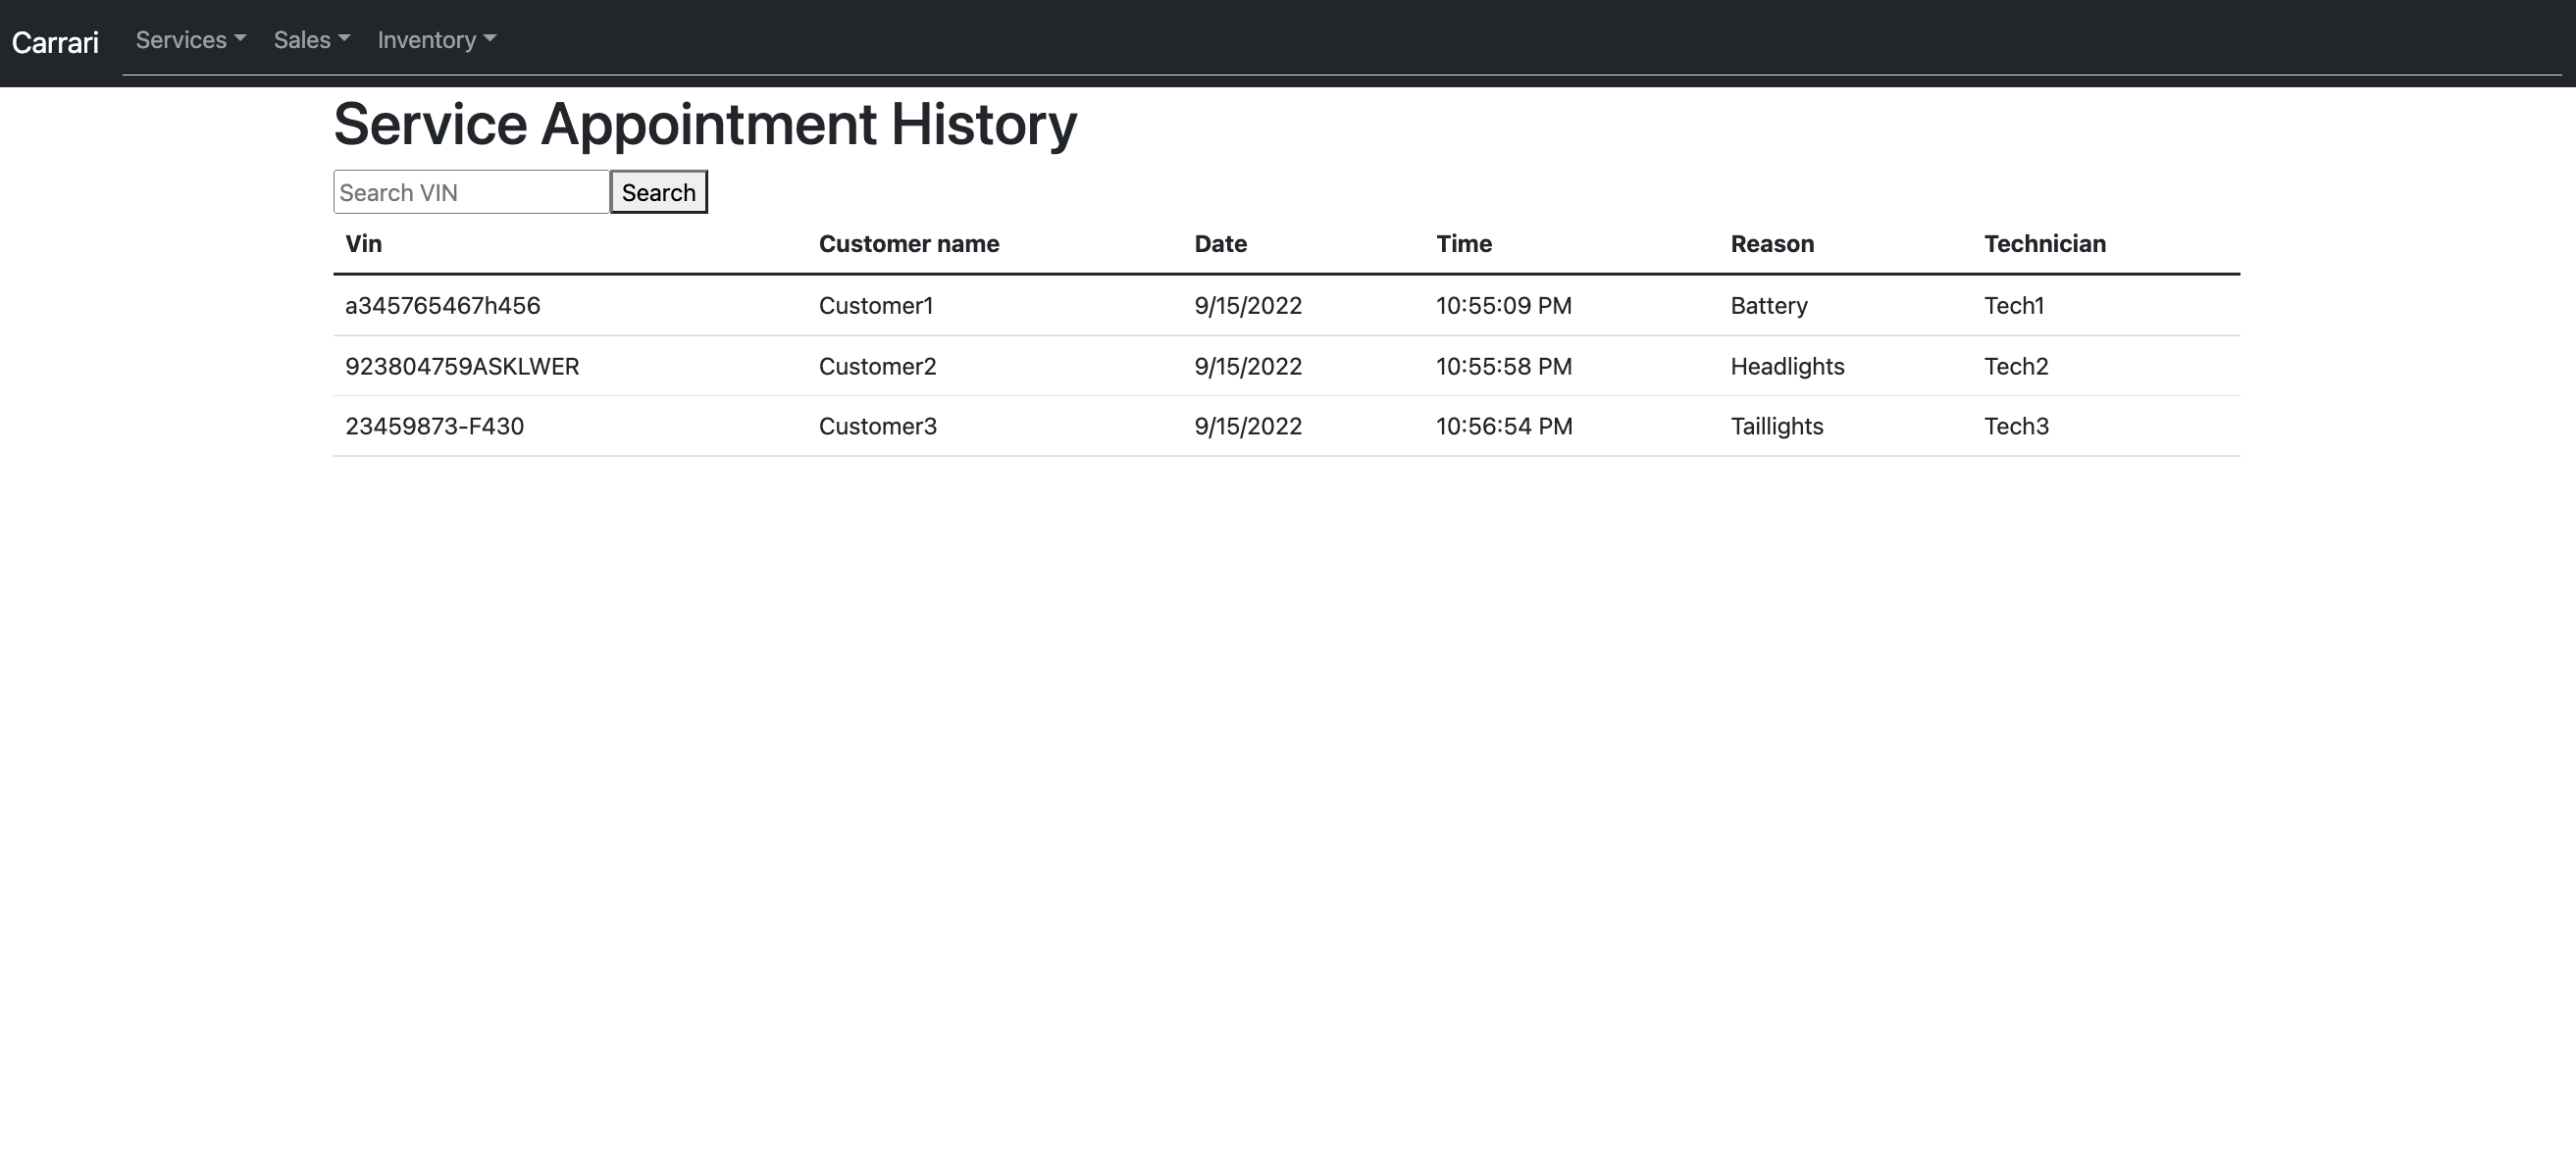 Carrari Services Sales Inventory
Service Appointment History
Search VIN Search
Vin Customer name Date Time Reason Technician
a345765467h456 Customer1 9/15/2022 10:55:09 PM Battery Tech1
923804759ASKLWER Customer2 9/15/2022 10:55:58 PM Headlights Tech2
23459873-F430 Customer3 9/15/2022 10:56:54 PM Taillights Tech3